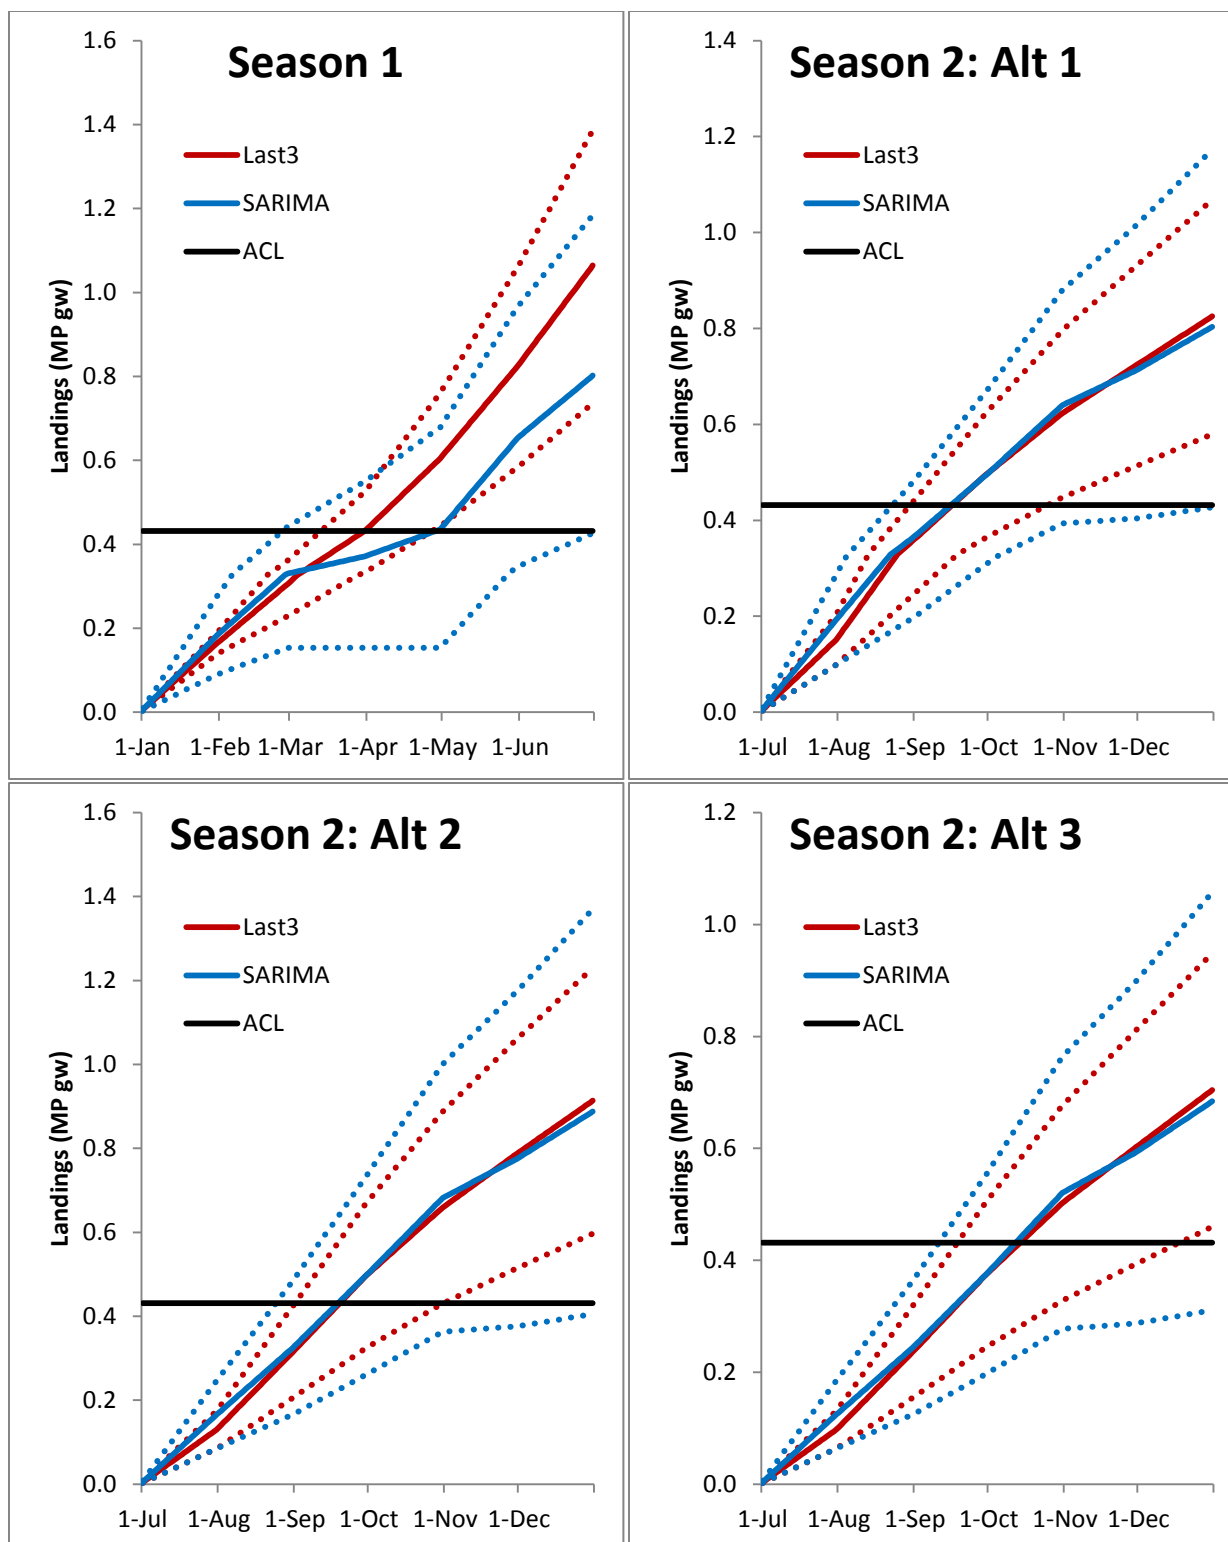 Season 1
1.6
1.4
1.2
1.0
0.8
0.6
0.4
0.2
0.0
Landings (MP gw)
Last3
SARIMA
ACL
1-Jan 1-Feb 1-Mar 1-Apr 1-May 1-Jun
Season 2: Alt 1
1.4
1.2
1.0
0.8
0.6
0.4
0.2
0.0
Landings (MP gw)
Last3
SARIMA
ACL
1-Jul 1-Aug 1-Sep 1-Oct 1-Nov 1-Dec
Season 2: Alt 2
1.6
1.4
1.2
1.0
0.8
0.6
0.4
0.2
0.0
Landings (MP gw)
Last3
SARIMA
ACL
1-Jul 1-Aug 1-Sep 1-Oct 1-Nov 1-Dec
Season 2: Alt 3
1.2
1.0
0.8
0.6
0.4
0.2
0.0
Landings (MP gw)
Last3
SARIMA
ACL
1-Jul 1-Aug 1-Sep 1-Oct 1-Nov 1-Dec